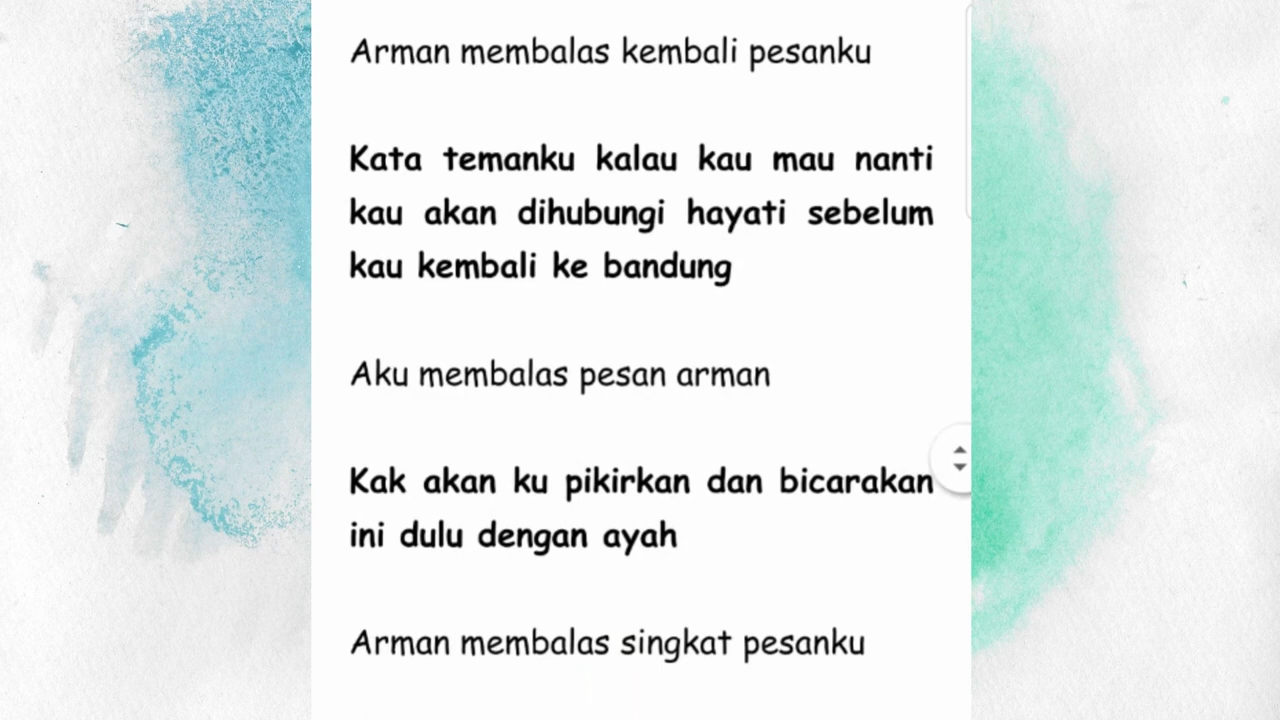 Arman membalas kembali pesanku
Kata temanku kalau kau mau nanti
kau akan dihubungi hayati sebelum
kau kembali ke bandung
Aku membalas pesan arman
Kak akan ku pikirkan dan bicarakan
ini dulu dengan ayah
Arman membalas singkat pesanku